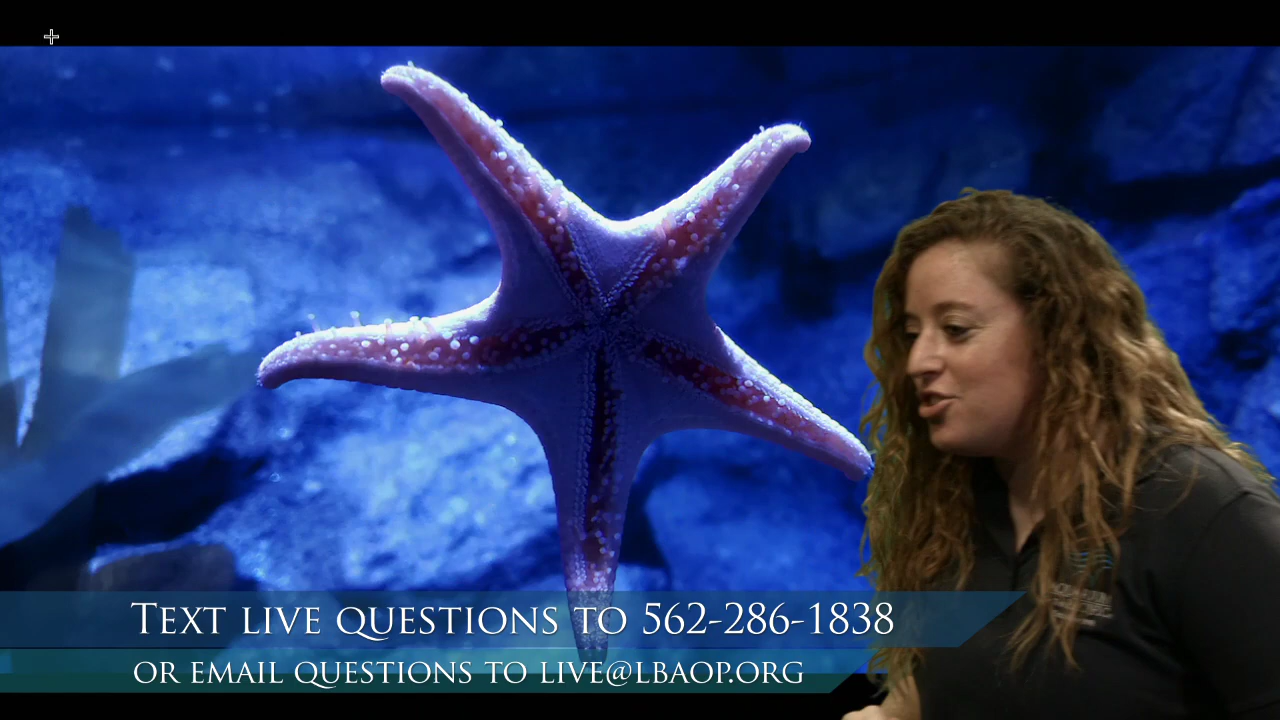 Text live questions to 562-286-1838
or email questions to live@lbaop.org